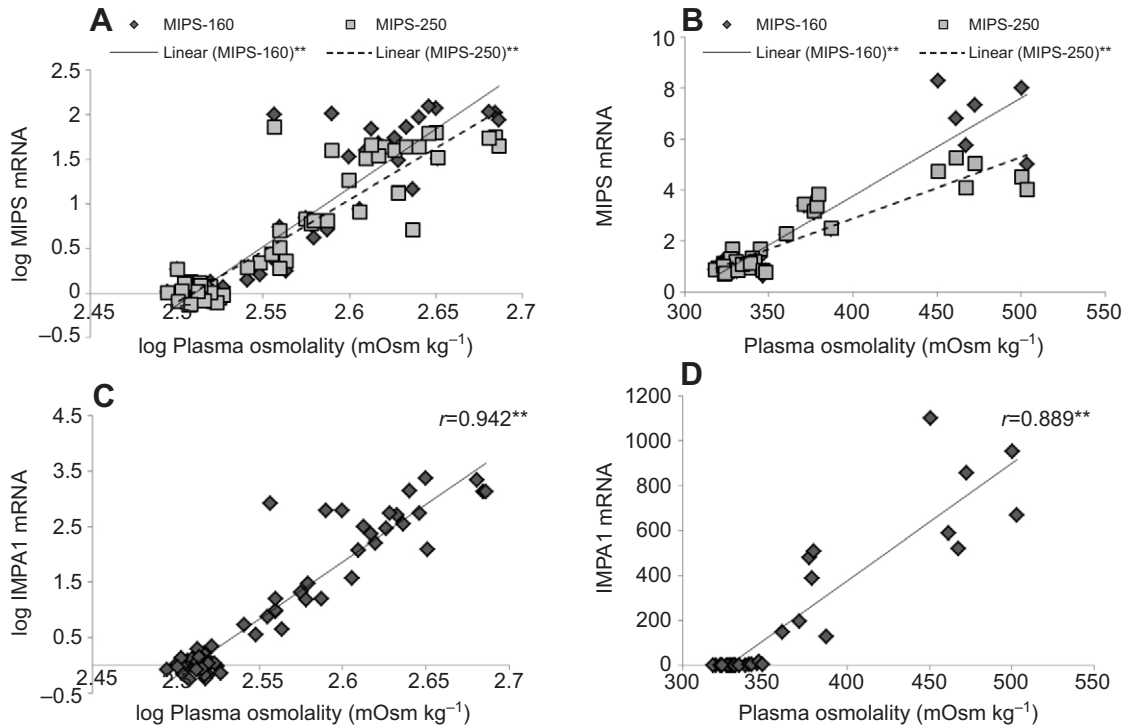 A
MIPS-160 MIPS-250
Linear (MIPS-160)** Linear (MIPS-250)**
log MIPS mRNA
2.5
2
1.5
1
0.5
0
–0.5
2.45 2.5 2.55 2.6 2.65 2.7
log Plasma osmolality (mOsm kg⁻¹)
B
MIPS-160 MIPS-250
Linear (MIPS-160)** Linear (MIPS-250)**
MIPS mRNA
10
8
6
4
2
0
300 350 400 450 500 550
Plasma osmolality (mOsm kg⁻¹)
C
r=0.942**
log IMPA1 mRNA
4.5
3.5
2.5
1.5
0.5
–0.5
2.45 2.5 2.55 2.6 2.65 2.7
log Plasma osmolality (mOsm kg⁻¹)
D
r=0.889**
IMPA1 mRNA
1200
1000
800
600
400
200
0
300 350 400 450 500 550
Plasma osmolality (mOsm kg⁻¹)